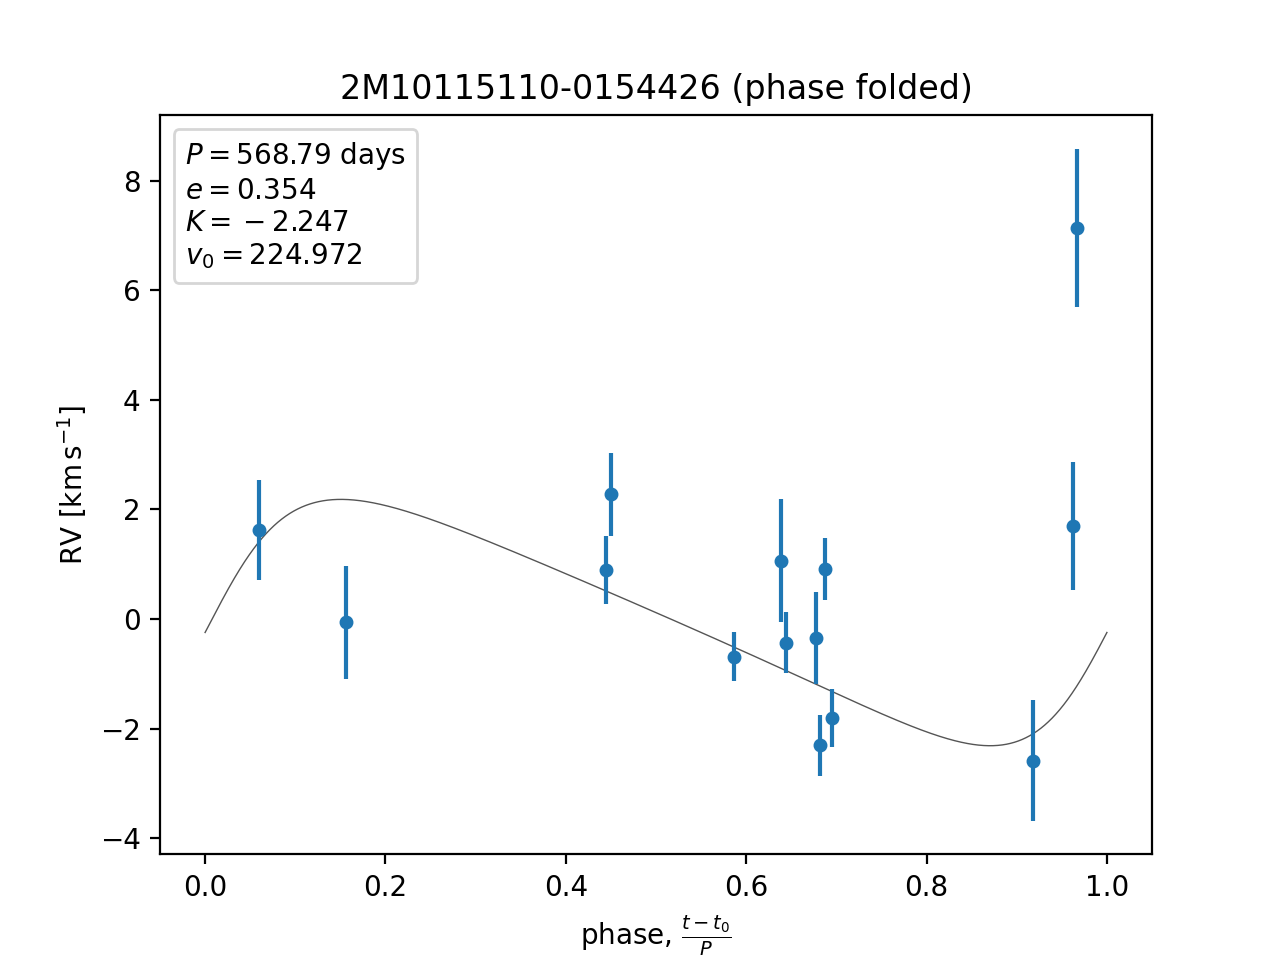 2M10115110-0154426 (phase folded)
P = 568.79 days
e = 0.354
K = −2.247
v₀ = 224.972
RV [km s⁻¹]
8
6
4
2
0
−2
−4
0.0 0.2 0.4 0.6 0.8 1.0
phase, (t − t₀)/P